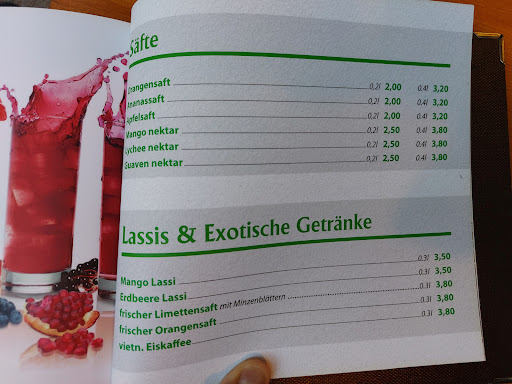 Säfte
Orangensaft 0,2l 2,00 0,4l 3,20
Ananassaft 0,2l 2,00 0,4l 3,20
Apfelsaft 0,2l 2,00 0,4l 3,20
Mango nektar 0,2l 2,50 0,4l 3,80
Lychee nektar 0,2l 2,50 0,4l 3,80
Guaven nektar 0,2l 2,50 0,4l 3,80
Lassis & Exotische Getränke
Mango Lassi 0,3l 3,50
Erdbeere Lassi 0,3l 3,50
frischer Limettensaft mit Minzenblättern 0,3l 3,80
frischer Orangensaft 0,3l 3,80
vietn. Eiskaffee 0,3l 3,80